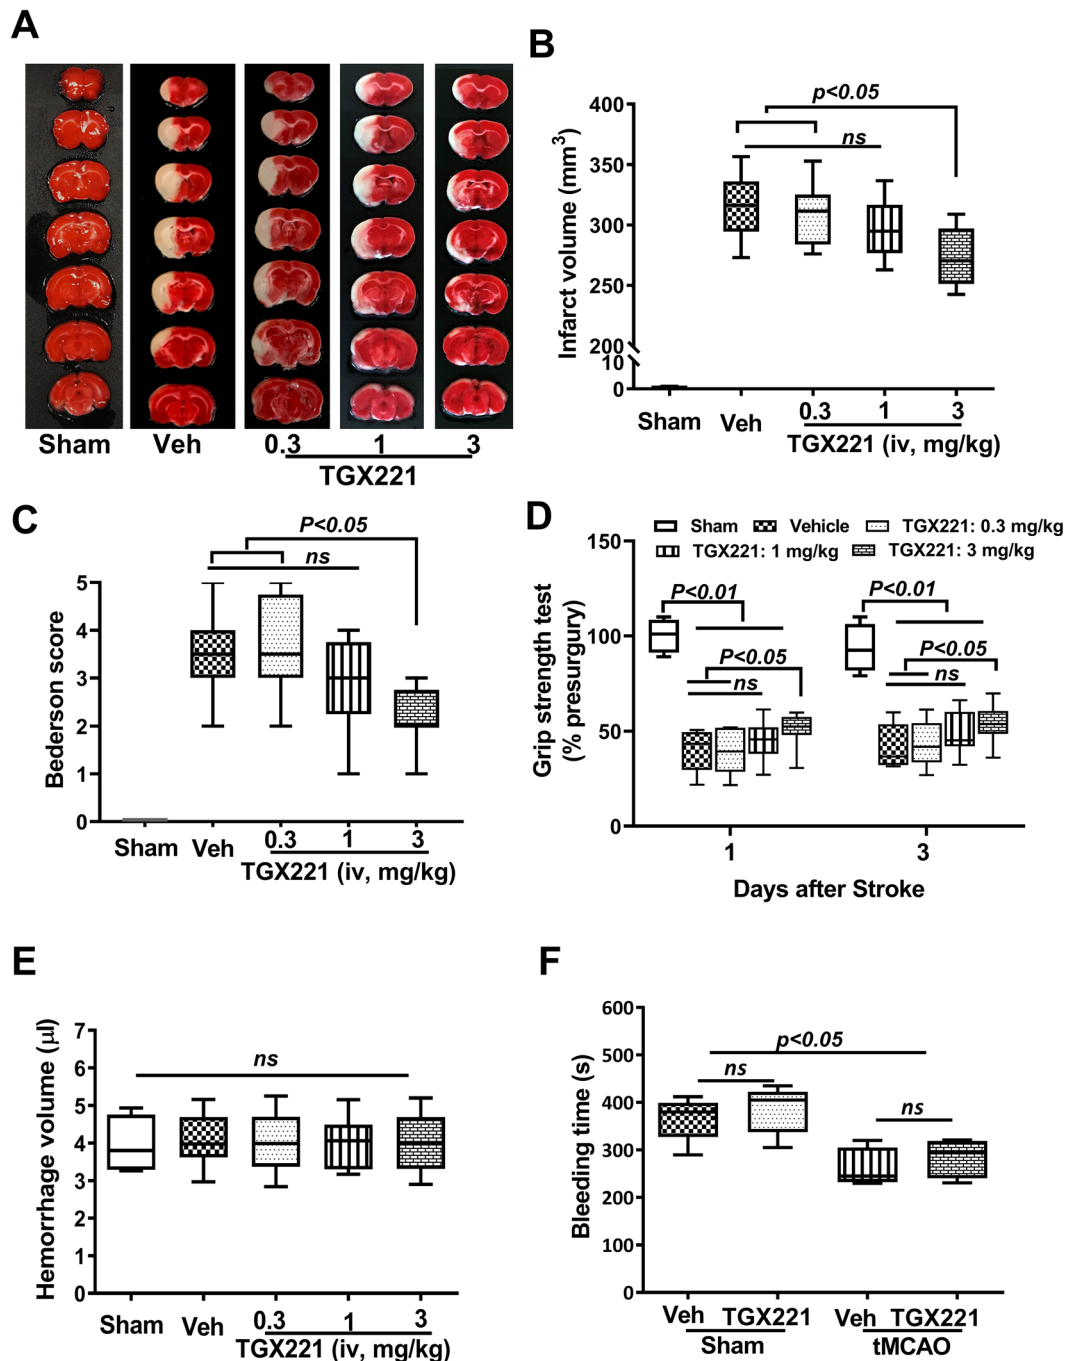 A
Sham Veh 0.3 1 3
TGX221
B
Infarct volume (mm3)
400
350
300
250
200
10
0
p<0.05
ns
Sham Veh 0.3 1 3
TGX221 (iv, mg/kg)
C
Bederson score
5
4
3
2
1
0
P<0.05
ns
Sham Veh 0.3 1 3
TGX221 (iv, mg/kg)
D
Sham Vehicle TGX221: 0.3 mg/kg
TGX221: 1 mg/kg TGX221: 3 mg/kg
Grip strength test
(% presurgury)
150
100
50
0
P<0.01 P<0.01
P<0.05 P<0.05
ns ns
1 3
Days after Stroke
E
Hemorrhage volume (μl)
7
6
5
4
3
2
1
0
ns
Sham Veh 0.3 1 3
TGX221 (iv, mg/kg)
F
Bleeding time (s)
600
500
400
300
200
100
0
p<0.05
ns
ns
Veh TGX221 Veh TGX221
Sham tMCAO